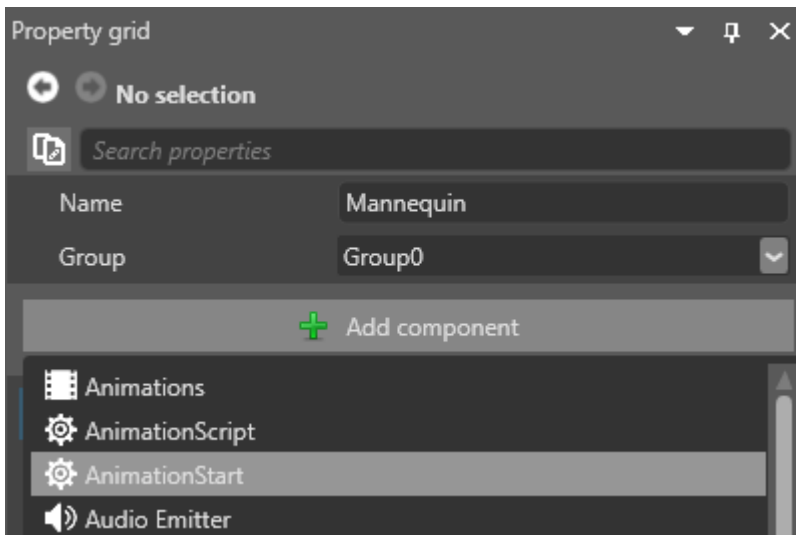 Property grid
No selection
Search properties
Name Mannequin
Group Group0
Add component
Animations
AnimationScript
AnimationStart
Audio Emitter